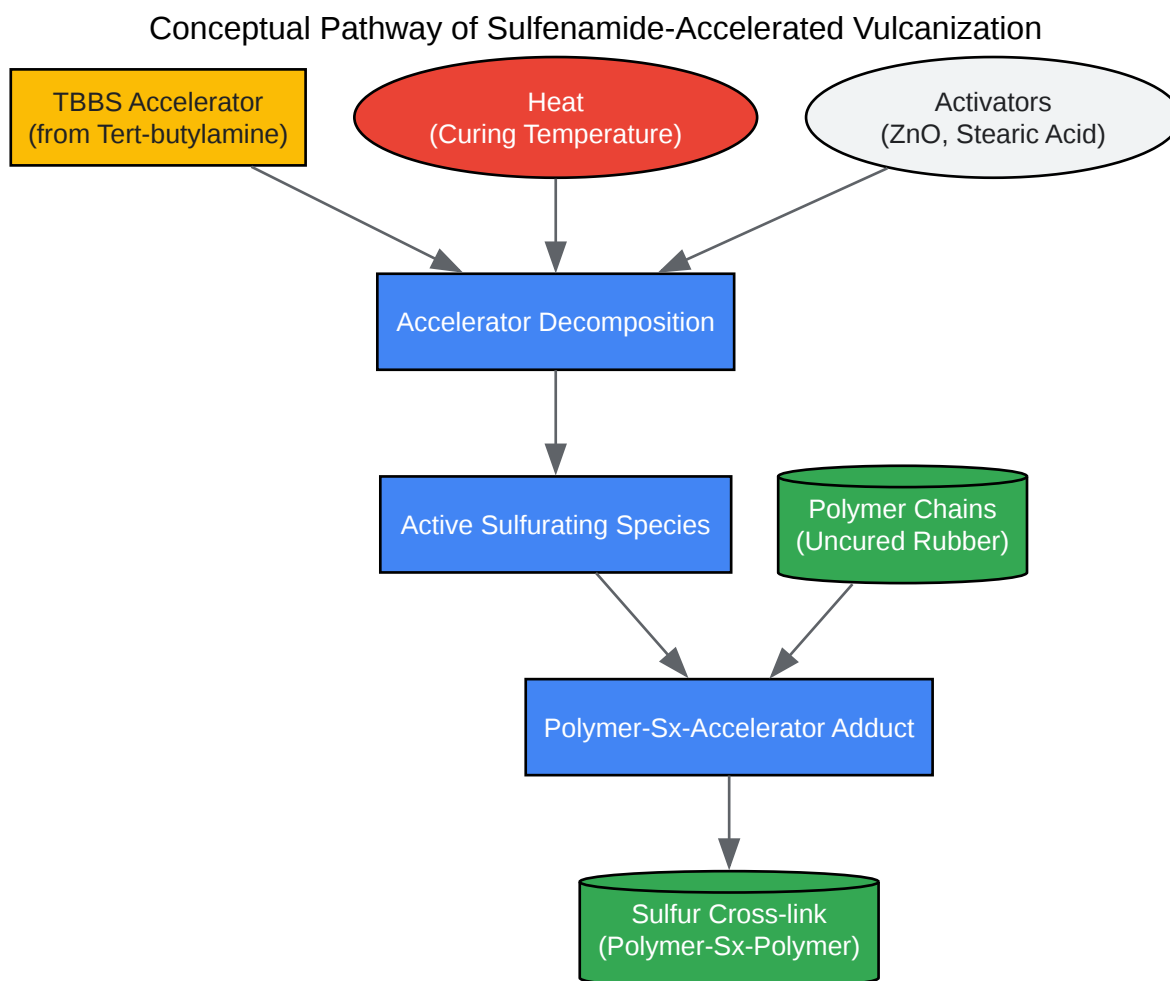 Conceptual Pathway of Sulfenamide-Accelerated Vulcanization
TBBS Accelerator
(from Tert-butylamine)
Heat
(Curing Temperature)
Activators
(ZnO, Stearic Acid)
Accelerator Decomposition
Active Sulfurating Species
Polymer Chains
(Uncured Rubber)
Polymer-Sx-Accelerator Adduct
Sulfur Cross-link
(Polymer-Sx-Polymer)